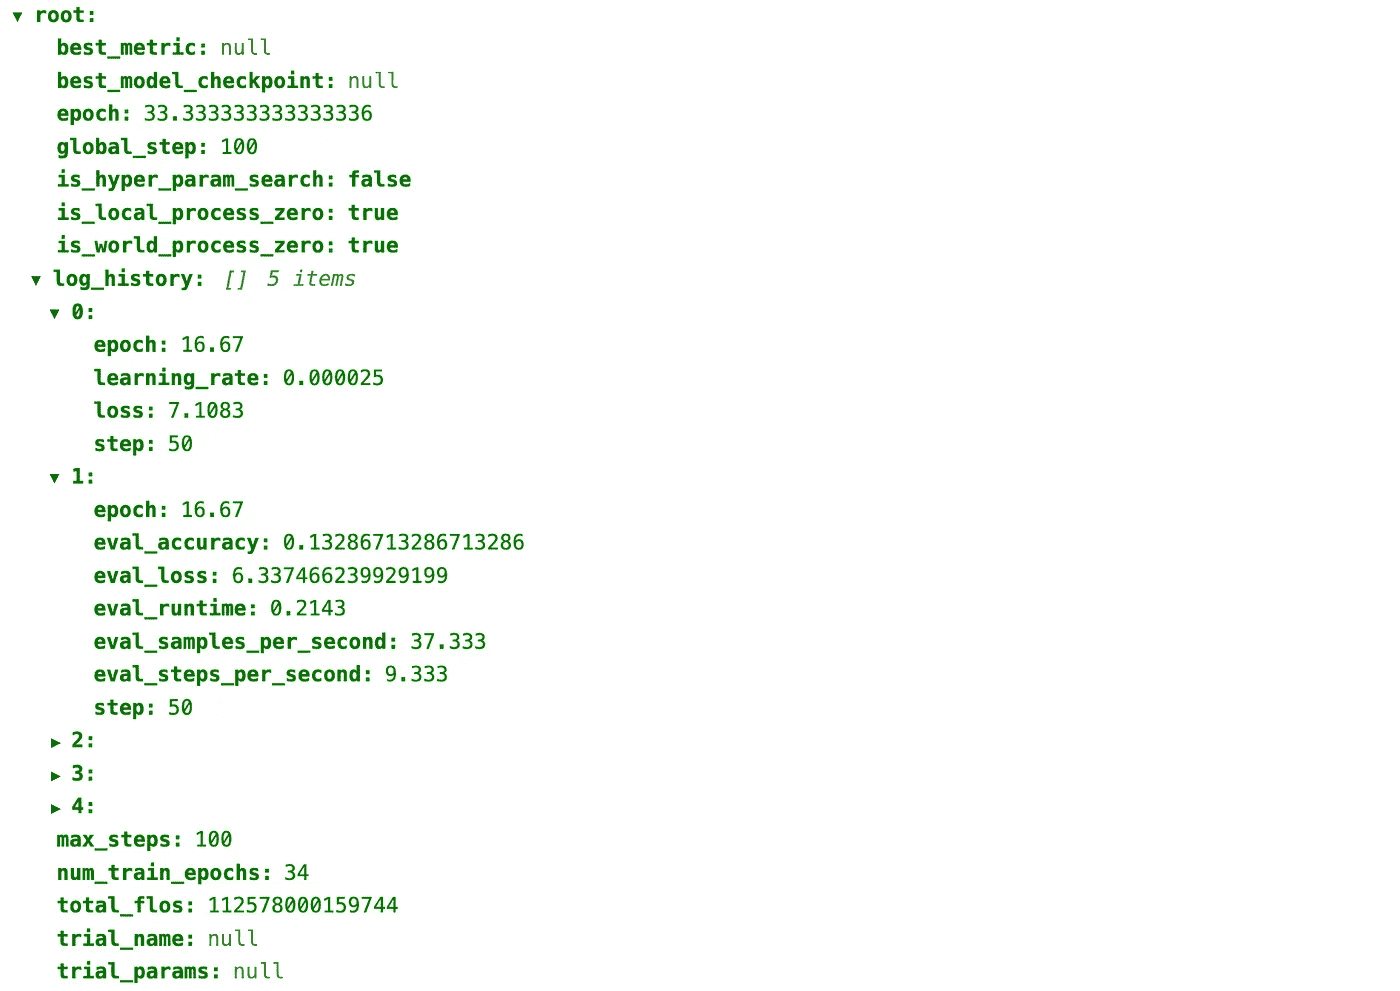 ▼ root:
best_metric: null
best_model_checkpoint: null
epoch: 33.333333333333336
global_step: 100
is_hyper_param_search: false
is_local_process_zero: true
is_world_process_zero: true
▼ log_history: [] 5 items
▼ 0:
epoch: 16.67
learning_rate: 0.000025
loss: 7.1083
step: 50
▼ 1:
epoch: 16.67
eval_accuracy: 0.13286713286713286
eval_loss: 6.337466239929199
eval_runtime: 0.2143
eval_samples_per_second: 37.333
eval_steps_per_second: 9.333
step: 50
▶ 2:
▶ 3:
▶ 4:
max_steps: 100
num_train_epochs: 34
total_flos: 112578000159744
trial_name: null
trial_params: null